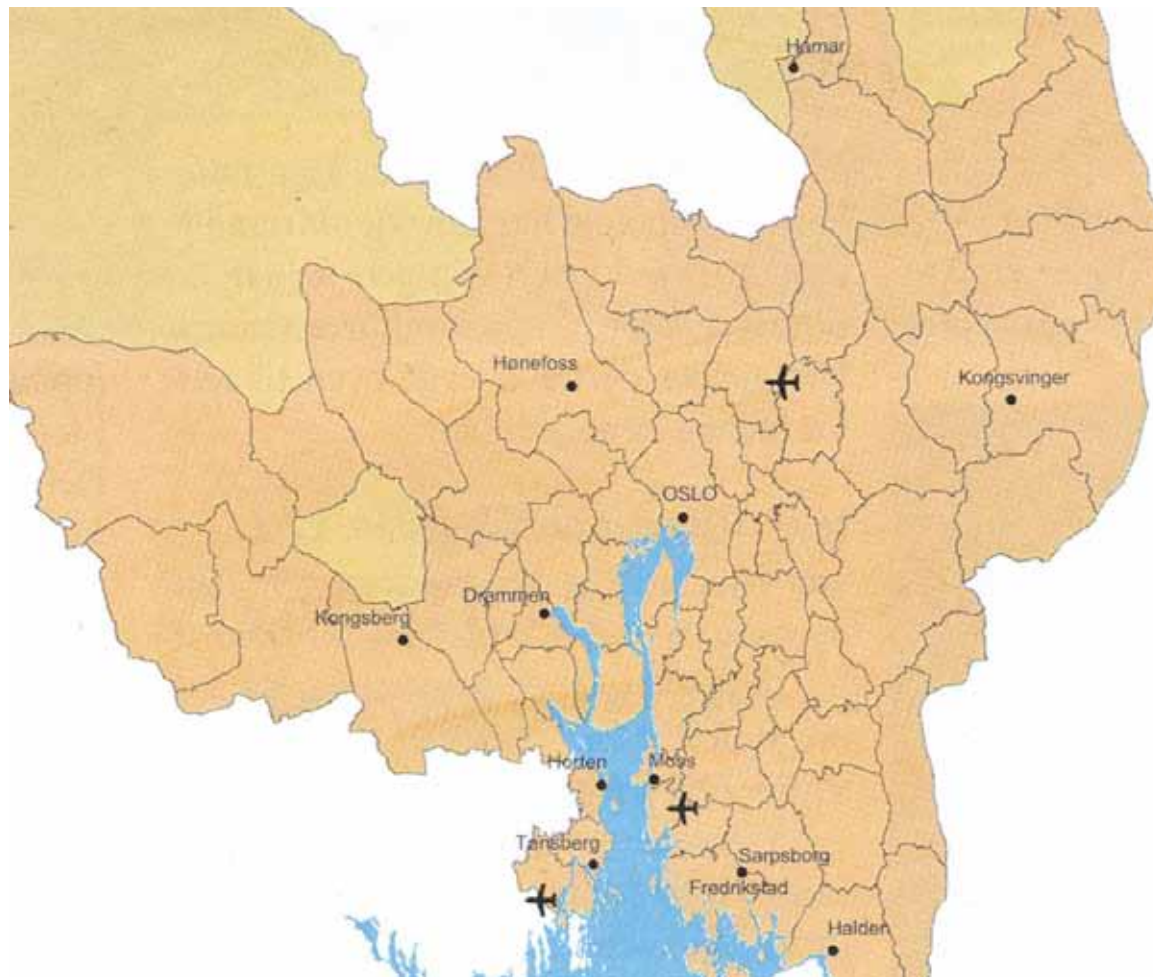 Hamar
Hønefoss
Kongsvinger
OSLO
Drammen
Kongsberg
Horten
Moss
Tønsberg
Sarpsborg
Fredrikstad
Halden